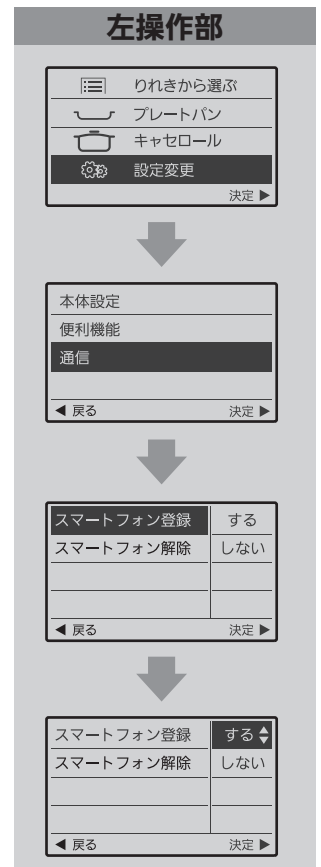 左操作部
りれきから選ぶ
プレートパン
キャセロール
設定変更
決定 ▶
本体設定
便利機能
通信
◀ 戻る 決定 ▶
スマートフォン登録 する
スマートフォン解除 しない
◀ 戻る 決定 ▶
スマートフォン登録 する
スマートフォン解除 しない
◀ 戻る 決定 ▶